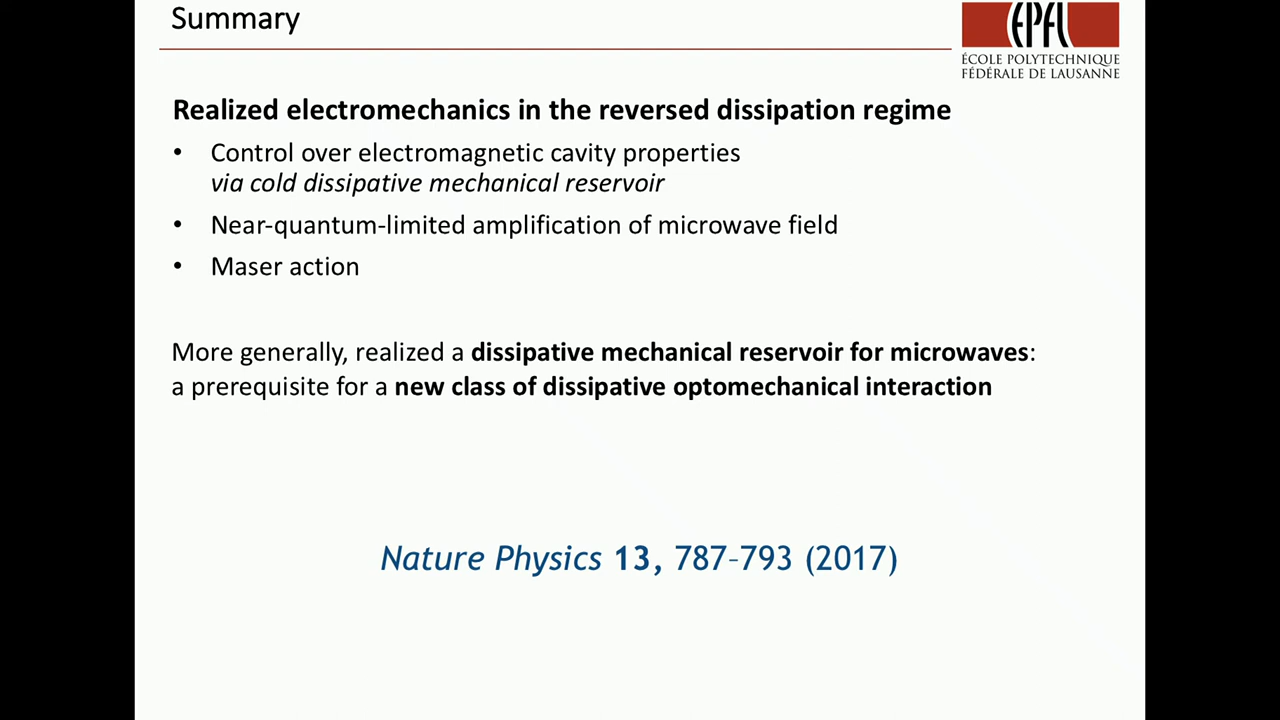 Summary
EPFL
ÉCOLE POLYTECHNIQUE
FÉDÉRALE DE LAUSANNE
Realized electromechanics in the reversed dissipation regime
• Control over electromagnetic cavity properties
via cold dissipative mechanical reservoir
• Near-quantum-limited amplification of microwave field
• Maser action
More generally, realized a dissipative mechanical reservoir for microwaves:
a prerequisite for a new class of dissipative optomechanical interaction
Nature Physics 13, 787–793 (2017)